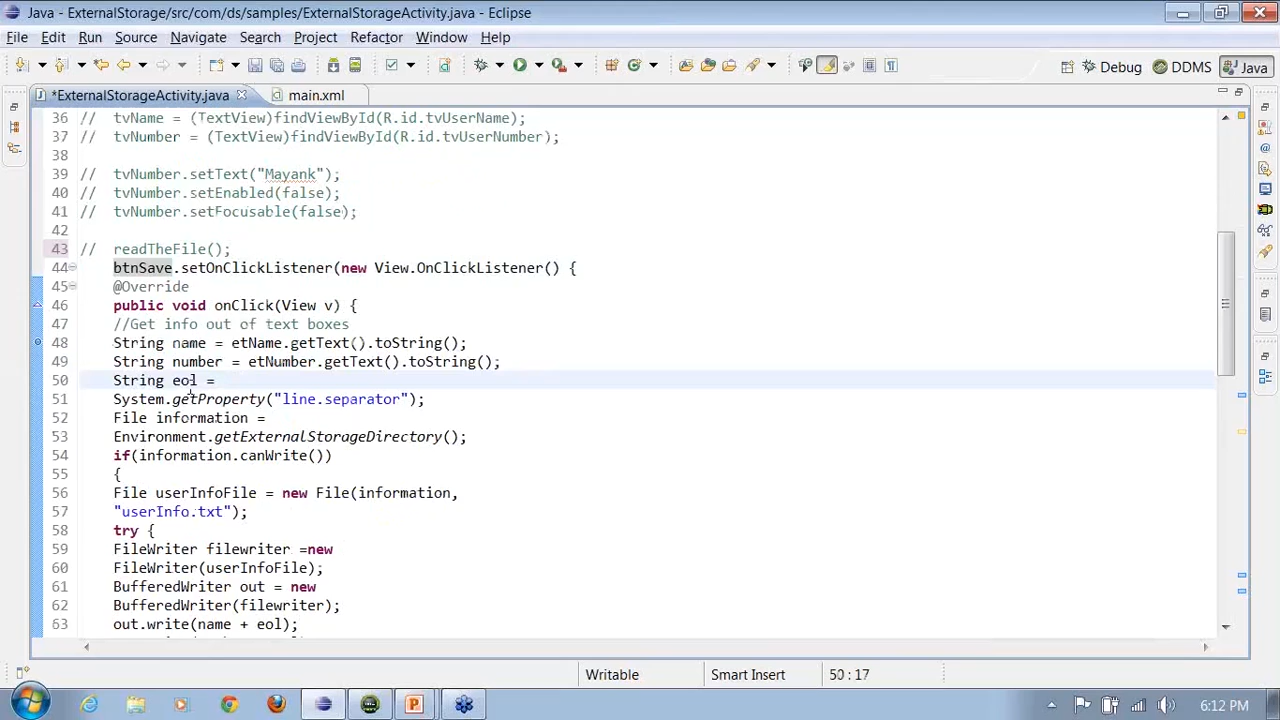 Java - ExternalStorage/src/com/ds/samples/ExternalStorageActivity.java - Eclipse
File Edit Run Source Navigate Search Project Refactor Window Help
Debug DDMS Java
*ExternalStorageActivity.java main.xml
36 // tvName = (TextView)findViewById(R.id.tvUserName);
37 // tvNumber = (TextView)findViewById(R.id.tvUserNumber);
38
39 // tvNumber.setText("Mayank");
40 // tvNumber.setEnabled(false);
41 // tvNumber.setFocusable(false);
42
43 // readTheFile();
44 btnSave.setOnClickListener(new View.OnClickListener() {
45 @Override
46 public void onClick(View v) {
47 //Get info out of text boxes
48 String name = etName.getText().toString();
49 String number = etNumber.getText().toString();
50 String eol =
51 System.getProperty("line.separator");
52 File information =
53 Environment.getExternalStorageDirectory();
54 if(information.canWrite())
55 {
56 File userInfoFile = new File(information,
57 "userInfo.txt");
58 try {
59 FileWriter filewriter =new
60 FileWriter(userInfoFile);
61 BufferedWriter out = new
62 BufferedWriter(filewriter);
63 out.write(name + eol);
Writable Smart Insert 50 : 17
6:12 PM